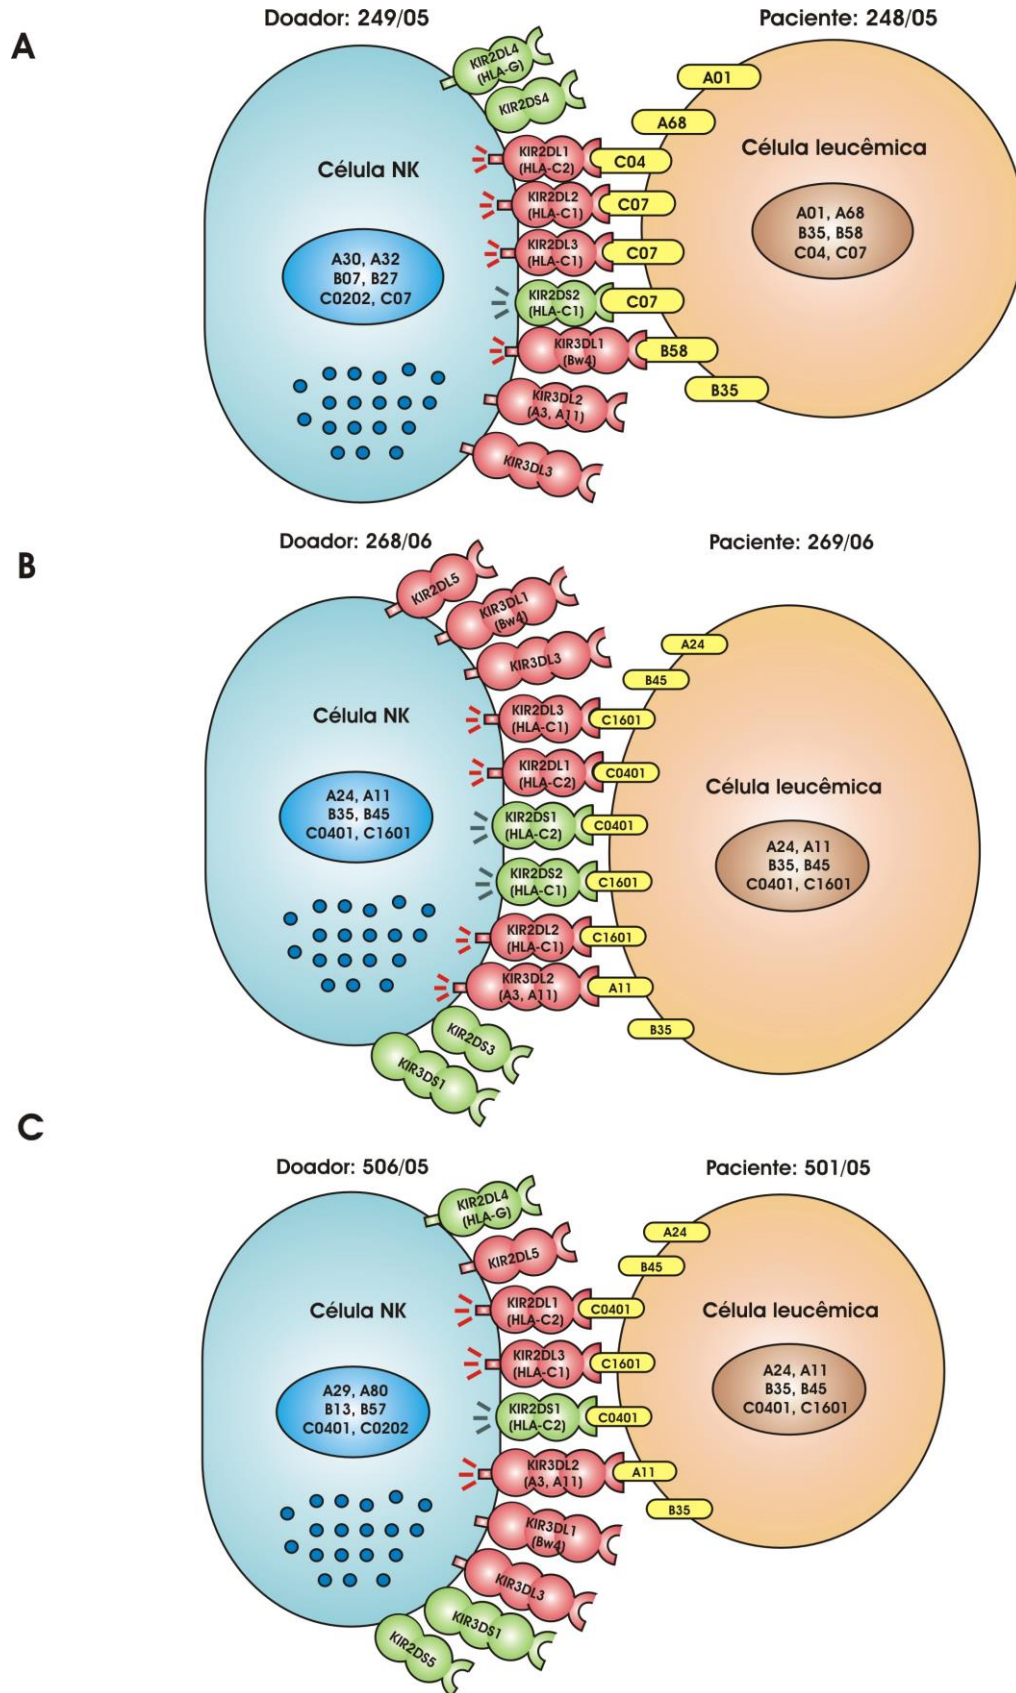 Doador: 249/05
Paciente: 248/05
A
KIR2DL4
(HLA-G)
KIR2DS4
A01
A68
Célula NK
Célula leucêmica
KIR2DL1
(HLA-C2)
C04
KIR2DL2
(HLA-C1)
C07
KIR2DL3
(HLA-C1)
C07
KIR2DS2
(HLA-C1)
C07
KIR3DL1
(Bw4)
B58
KIR3DL2
(A3, A11)
B35
KIR3DL3
A30, A32
B07, B27
C0202, C07
A01, A68
B35, B58
C04, C07
Doador: 268/06
Paciente: 269/06
B
KIR2DL5
KIR3DL1
(Bw4)
KIR3DL3
A24
B45
Célula NK
Célula leucêmica
KIR2DL3
(HLA-C1)
C1601
KIR2DL1
(HLA-C2)
C0401
KIR2DS1
(HLA-C2)
C0401
KIR2DS2
(HLA-C1)
C1601
KIR2DL2
(HLA-C1)
C1601
KIR3DL2
(A3, A11)
A11
B35
KIR2DS3
KIR3DS1
A24, A11
B35, B45
C0401, C1601
A24, A11
B35, B45
C0401, C1601
C
Doador: 506/05
Paciente: 501/05
KIR2DL4
(HLA-G)
KIR2DL5
A24
B45
Célula NK
Célula leucêmica
KIR2DL1
(HLA-C2)
C0401
KIR2DL3
(HLA-C1)
C1601
KIR2DS1
(HLA-C2)
C0401
KIR3DL2
(A3, A11)
A11
B35
KIR3DL1
(Bw4)
KIR3DL3
KIR3DS1
KIR2DS5
A29, A80
B13, B57
C0401, C0202
A24, A11
B35, B45
C0401, C1601